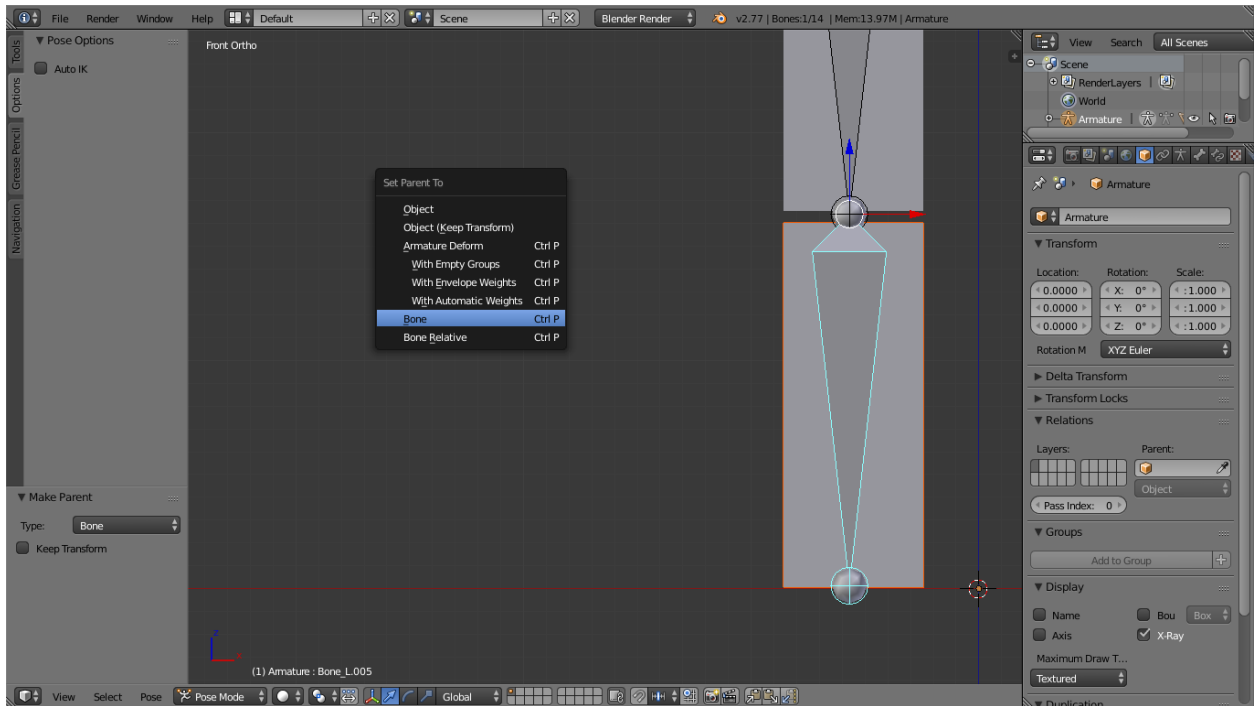 File Render Window Help Default Scene Blender Render v2.77 | Bones:1/14 | Mem:13.97M | Armature
Tools
Options
Grease Pencil
Navigation
Pose Options
Auto IK
Make Parent
Type: Bone
Keep Transform
Front Ortho
Set Parent To
Object
Object (Keep Transform)
Armature Deform Ctrl P
With Empty Groups Ctrl P
With Envelope Weights Ctrl P
With Automatic Weights Ctrl P
Bone Ctrl P
Bone Relative Ctrl P
z
x
(1) Armature : Bone_L.005
View Select Pose Pose Mode Global
View Search All Scenes
Scene
RenderLayers |
World
Armature |
Armature
Armature
Transform
Location: Rotation: Scale:
0.0000 X: 0° :1.000
0.0000 Y: 0° :1.000
0.0000 Z: 0° :1.000
Rotation M XYZ Euler
Delta Transform
Transform Locks
Relations
Layers: Parent:
Object
Pass Index: 0
Groups
Add to Group
Display
Name Bou Box
Axis X-Ray
Maximum Draw T...
Textured
Duplication